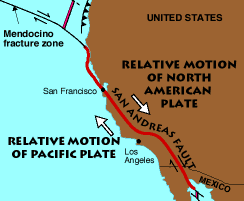 UNITED STATES
Mendocino
fracture zone
RELATIVE MOTION
OF NORTH
AMERICAN
PLATE
San Francisco
SAN ANDREAS FAULT
RELATIVE MOTION
OF PACIFIC PLATE
Los
Angeles
MEXICO